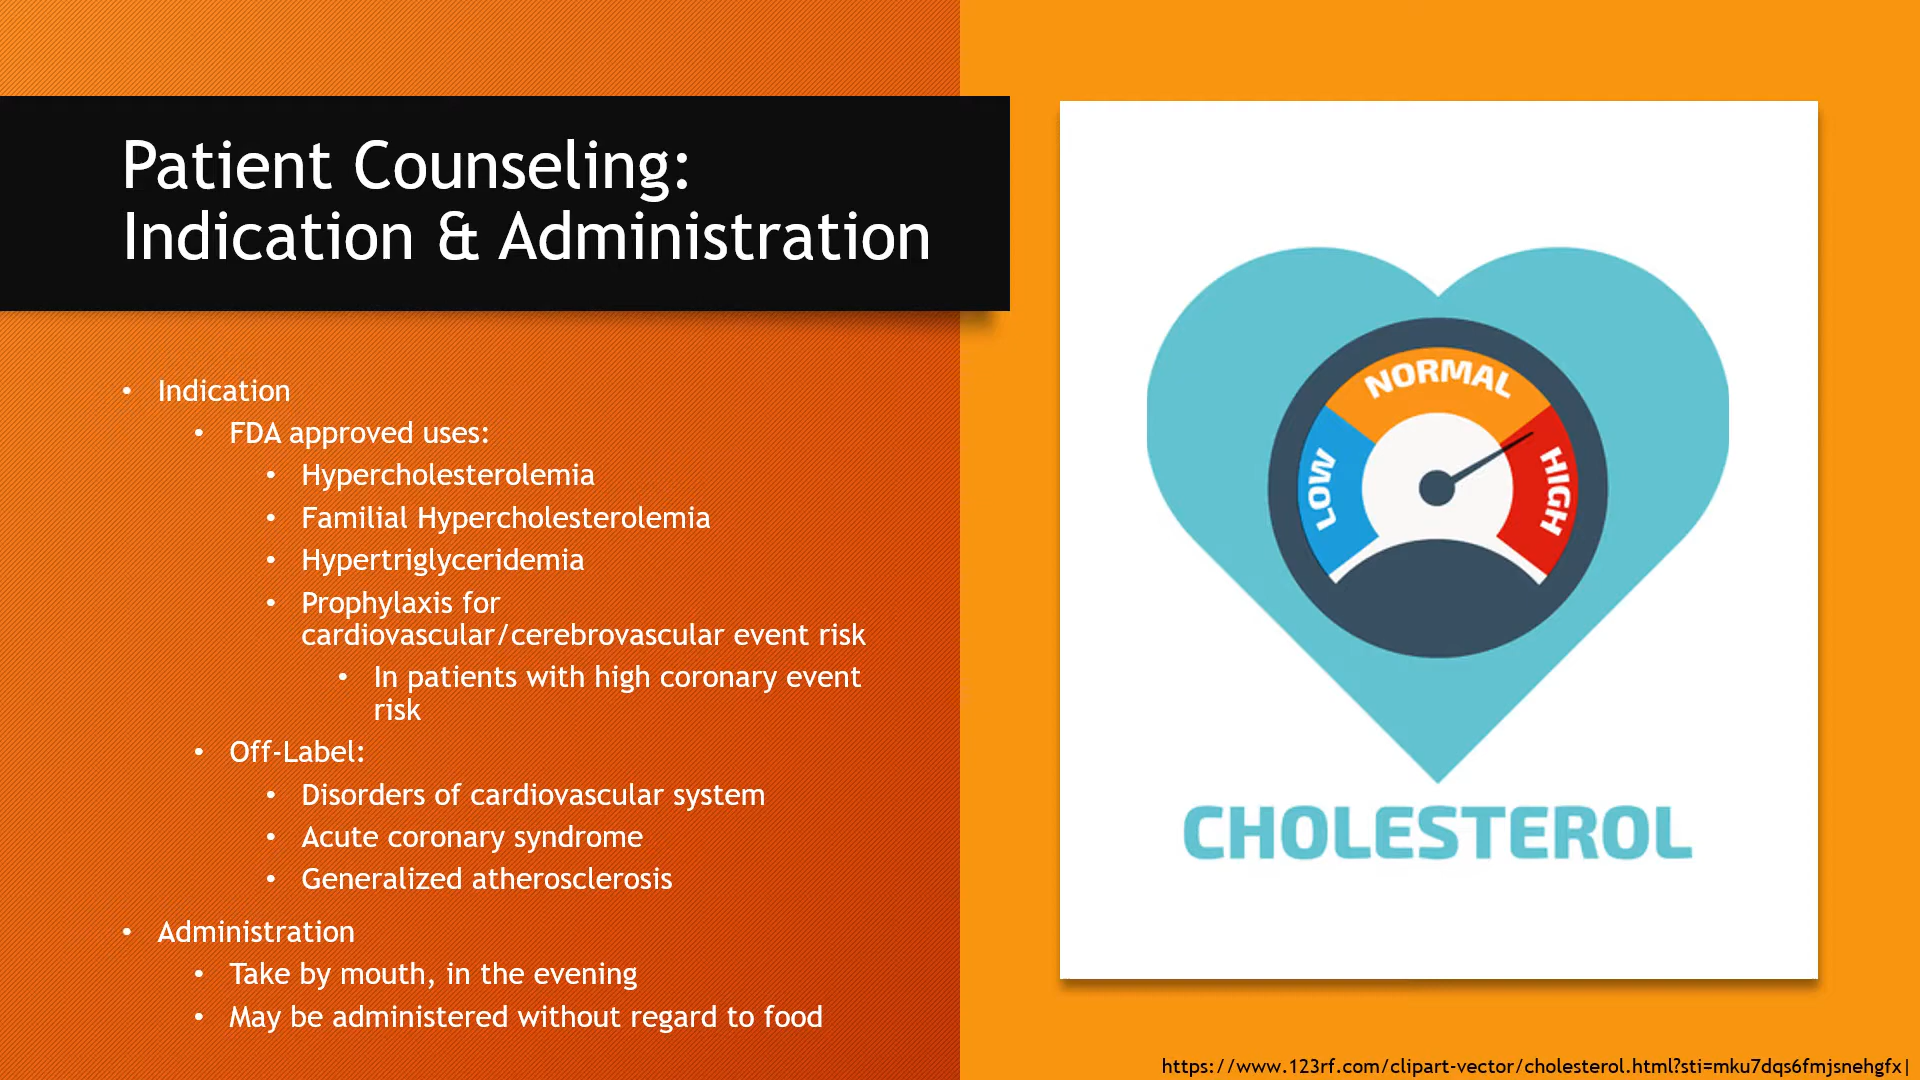 Patient Counseling:
Indication & Administration
• Indication
• FDA approved uses:
• Hypercholesterolemia
• Familial Hypercholesterolemia
• Hypertriglyceridemia
• Prophylaxis for
cardiovascular/cerebrovascular event risk
• In patients with high coronary event
risk
• Off-Label:
• Disorders of cardiovascular system
• Acute coronary syndrome
• Generalized atherosclerosis
• Administration
• Take by mouth, in the evening
• May be administered without regard to food
LOW
NORMAL
HIGH
CHOLESTEROL
https://www.123rf.com/clipart-vector/cholesterol.html?sti=mku7dqs6fmjsnehgfx|